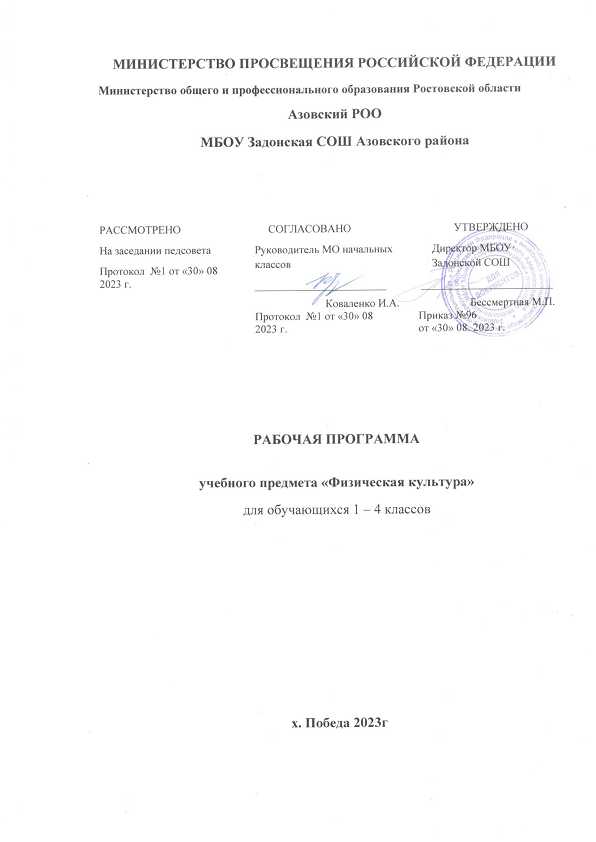 МИНИСТЕРСТВО ПРОСВЕЩЕНИЯ РОССИЙСКОЙ ФЕДЕРАЦИИ
Министерство общего и профессионального образования Ростовской области
Азовский РОО
МБОУ Задонская СОШ Азовского района
РАССМОТРЕНО
На заседании педсовета
Протокол №1 от «30» 08
2023 г.
СОГЛАСОВАНО
Руководитель МО начальных
классов
Коваленко И.А.
Протокол №1 от «30» 08
2023 г.
УТВЕРЖДЕНО
Директор МБОУ
Задонской СОШ
Бессмертная М.П.
Приказ №96
от «30» 08. 2023 г.
ДЛЯ
ДОКУМЕНТОВ
РАБОЧАЯ ПРОГРАММА
учебного предмета «Физическая культура»
для обучающихся 1 – 4 классов
х. Победа 2023г